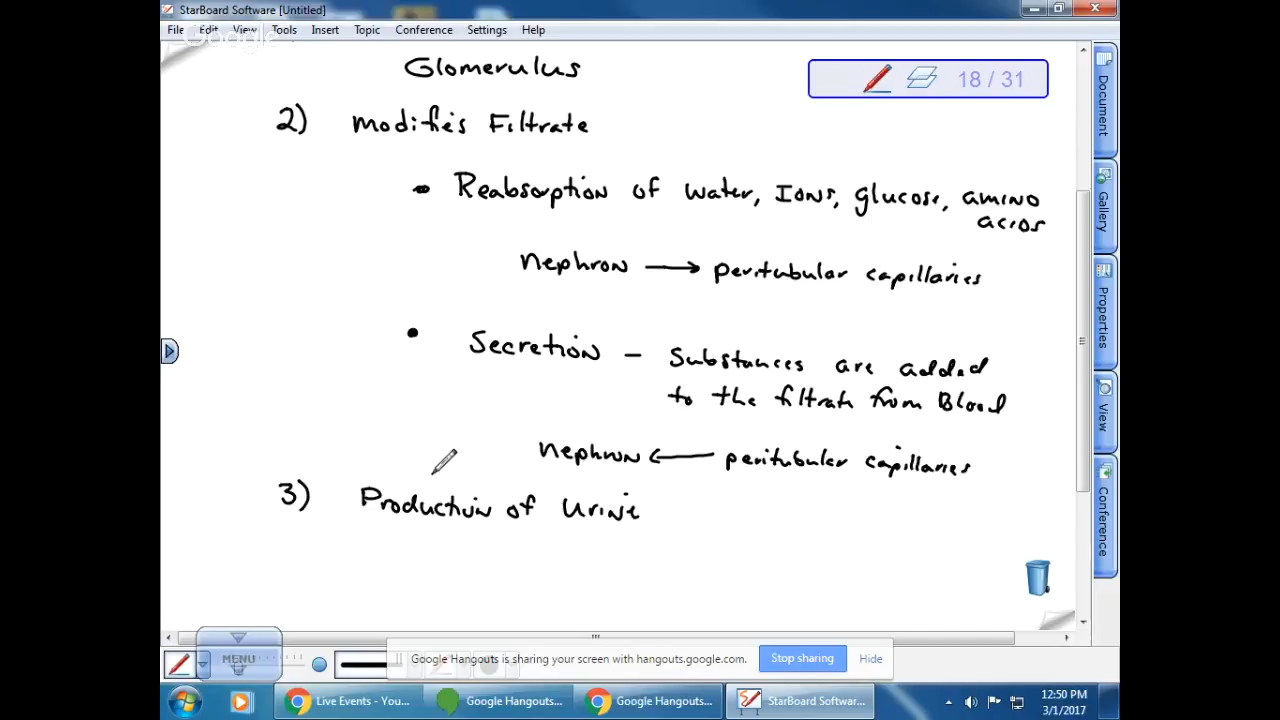 StarBoard Software [Untitled]
File Edit View Tools Insert Topic Conference Settings Help
Google
Glomerulus
18 / 31
2) Modifies Filtrate
• Reabsorption of water, Ions, glucose, amino
acids
Nephron → peritubular capillaries
• Secretion – Substances are added
to the filtrate from Blood
Nephron ← peritubular capillaries
3) Production of Urine
Document
Gallery
Properties
View
Conference
MENU
Google Hangouts is sharing your screen with hangouts.google.com. Stop sharing Hide
Live Events - You... Google Hangouts... Google Hangouts... StarBoard Softwar... 12:50 PM
3/1/2017